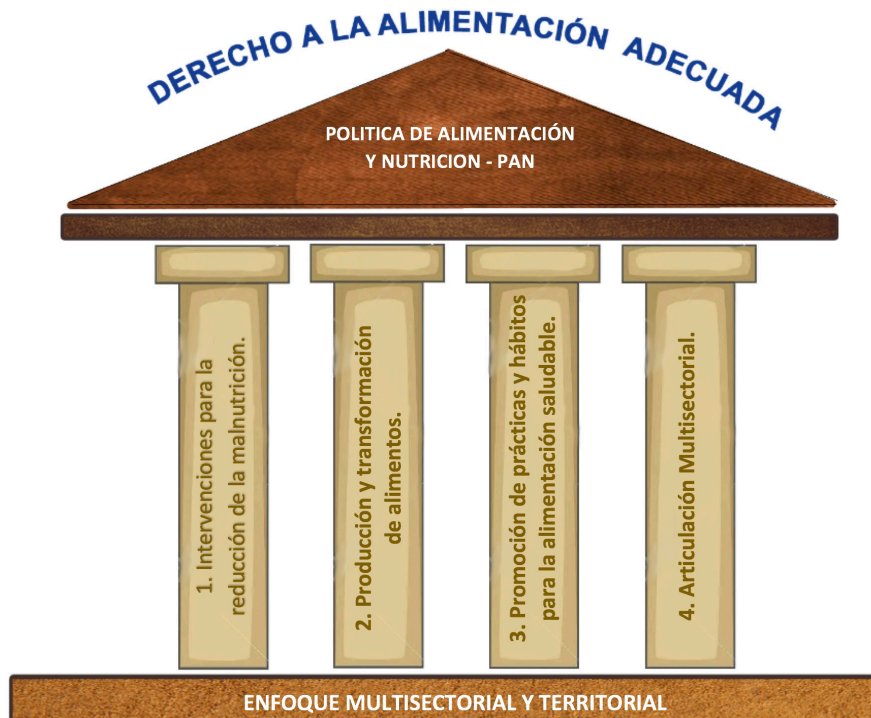 DERECHO A LA ALIMENTACIÓN ADECUADA
POLITICA DE ALIMENTACIÓN
Y NUTRICION - PAN
1. Intervenciones para la
reducción de la malnutrición.
2. Producción y transformación
de alimentos.
3. Promoción de prácticas y hábitos
para la alimentación saludable.
4. Articulación Multisectorial.
ENFOQUE MULTISECTORIAL Y TERRITORIAL